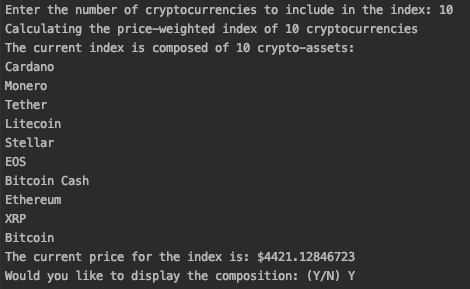 Enter the number of cryptocurrencies to include in the index: 10
Calculating the price-weighted index of 10 cryptocurrencies
The current index is composed of 10 crypto-assets:
Cardano
Monero
Tether
Litecoin
Stellar
EOS
Bitcoin Cash
Ethereum
XRP
Bitcoin
The current price for the index is: $4421.12846723
Would you like to display the composition: (Y/N) Y